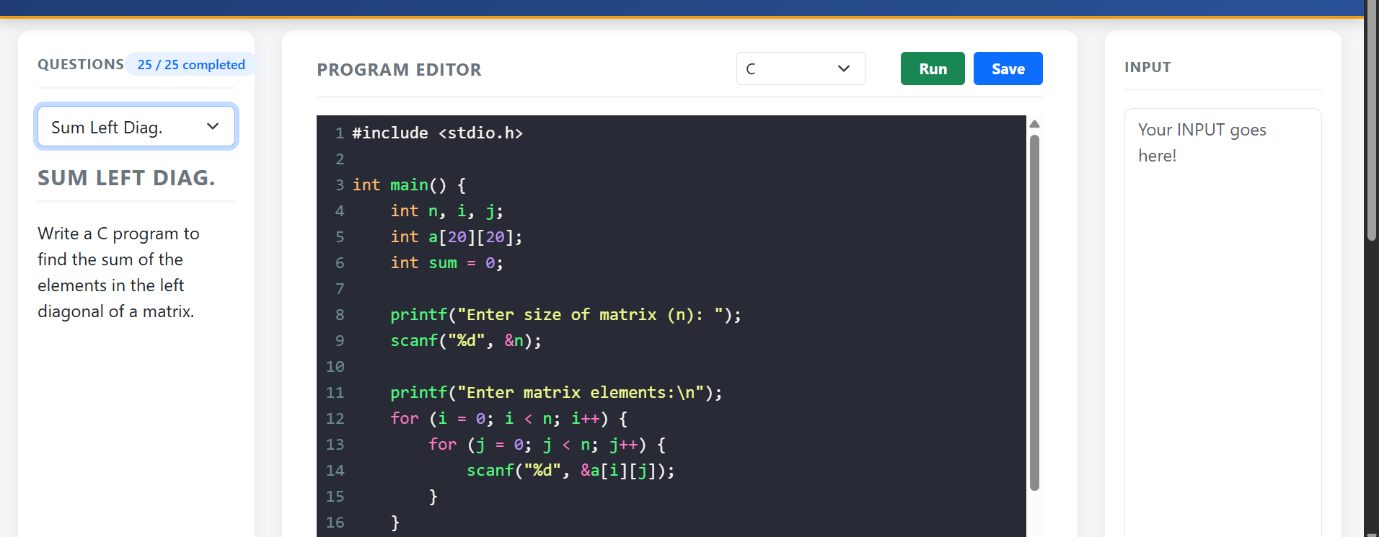 QUESTIONS 25 / 25 completed
Sum Left Diag.
SUM LEFT DIAG.
Write a C program to
find the sum of the
elements in the left
diagonal of a matrix.
PROGRAM EDITOR
C
Run
Save
1 #include <stdio.h>
2
3 int main() {
4     int n, i, j;
5     int a[20][20];
6     int sum = 0;
7
8     printf("Enter size of matrix (n): ");
9     scanf("%d", &n);
10
11     printf("Enter matrix elements:\n");
12     for (i = 0; i < n; i++) {
13         for (j = 0; j < n; j++) {
14             scanf("%d", &a[i][j]);
15         }
16     }
INPUT
Your INPUT goes
here!